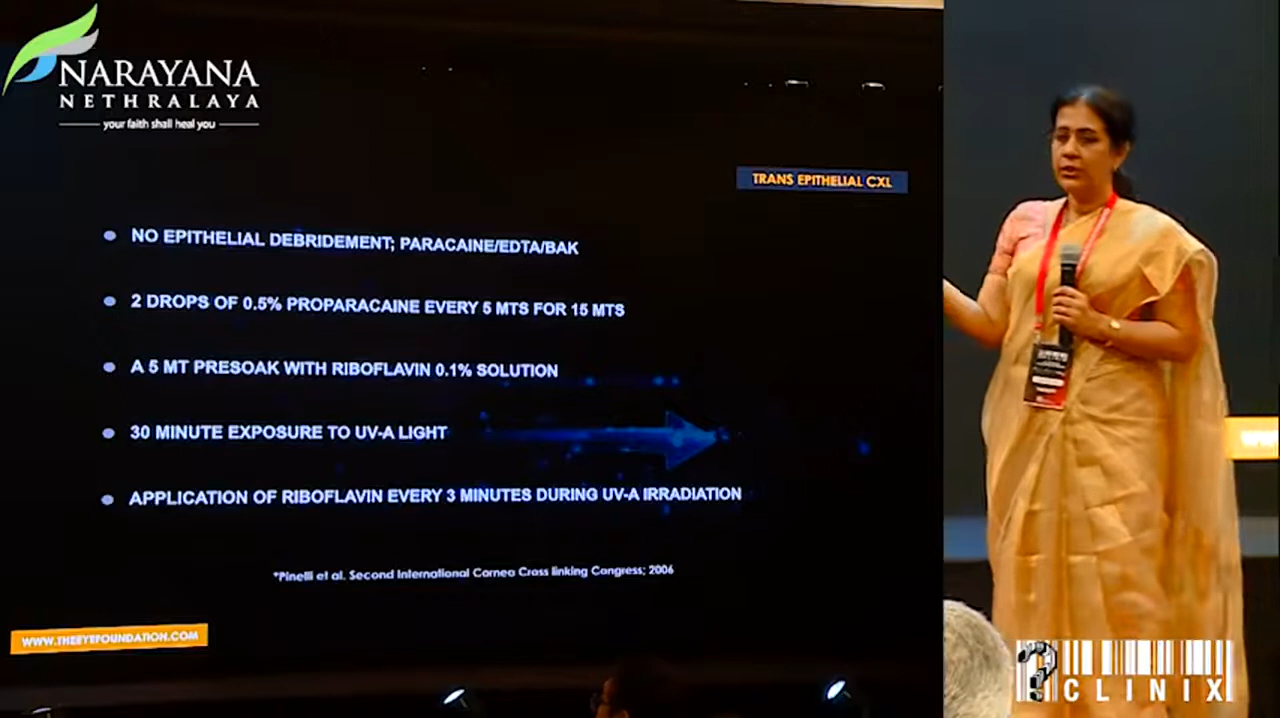 NARAYANA
NETHRALAYA
your faith shall heal you
TRANS EPITHELIAL CXL
NO EPITHELIAL DEBRIDEMENT; PARACAINE/EDTA/BAK
2 DROPS OF 0.5% PROPARACAINE EVERY 5 MTS FOR 15 MTS
A 5 MT PRESOAK WITH RIBOFLAVIN 0.1% SOLUTION
30 MINUTE EXPOSURE TO UV-A LIGHT
APPLICATION OF RIBOFLAVIN EVERY 3 MINUTES DURING UV-A IRRADIATION
*Pinelli et al. Second International Cornea Cross linking Congress; 2006
WWW.THEEYEFOUNDATION.COM
WW
? CLINIX